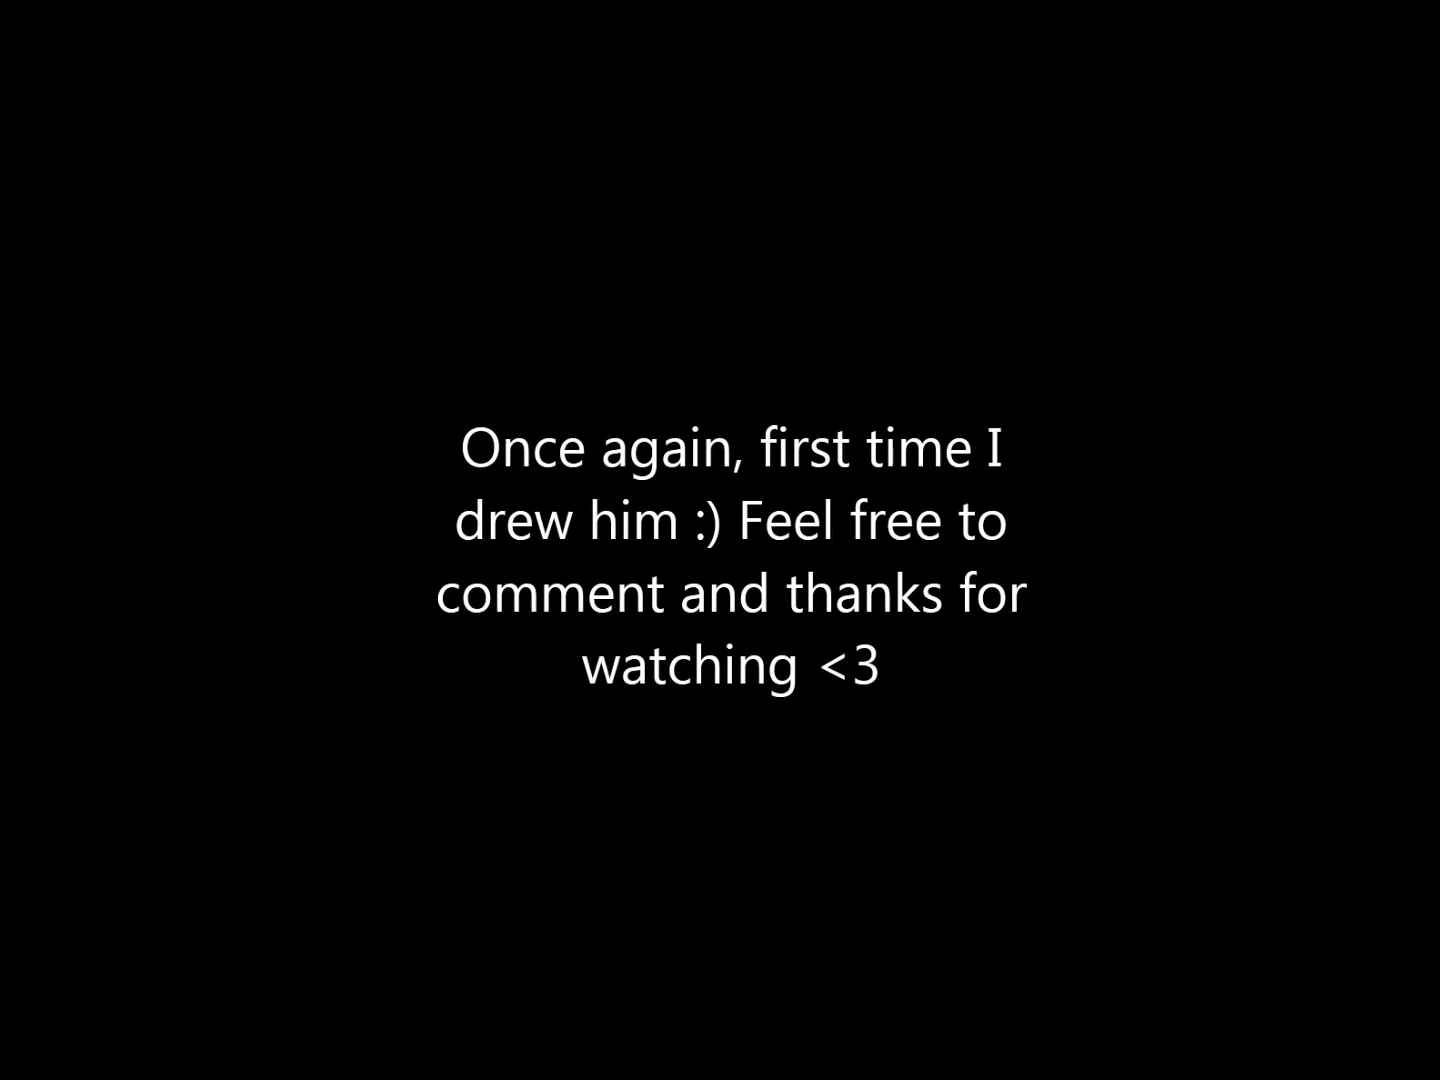 Once again, first time I
drew him :) Feel free to
comment and thanks for
watching <3